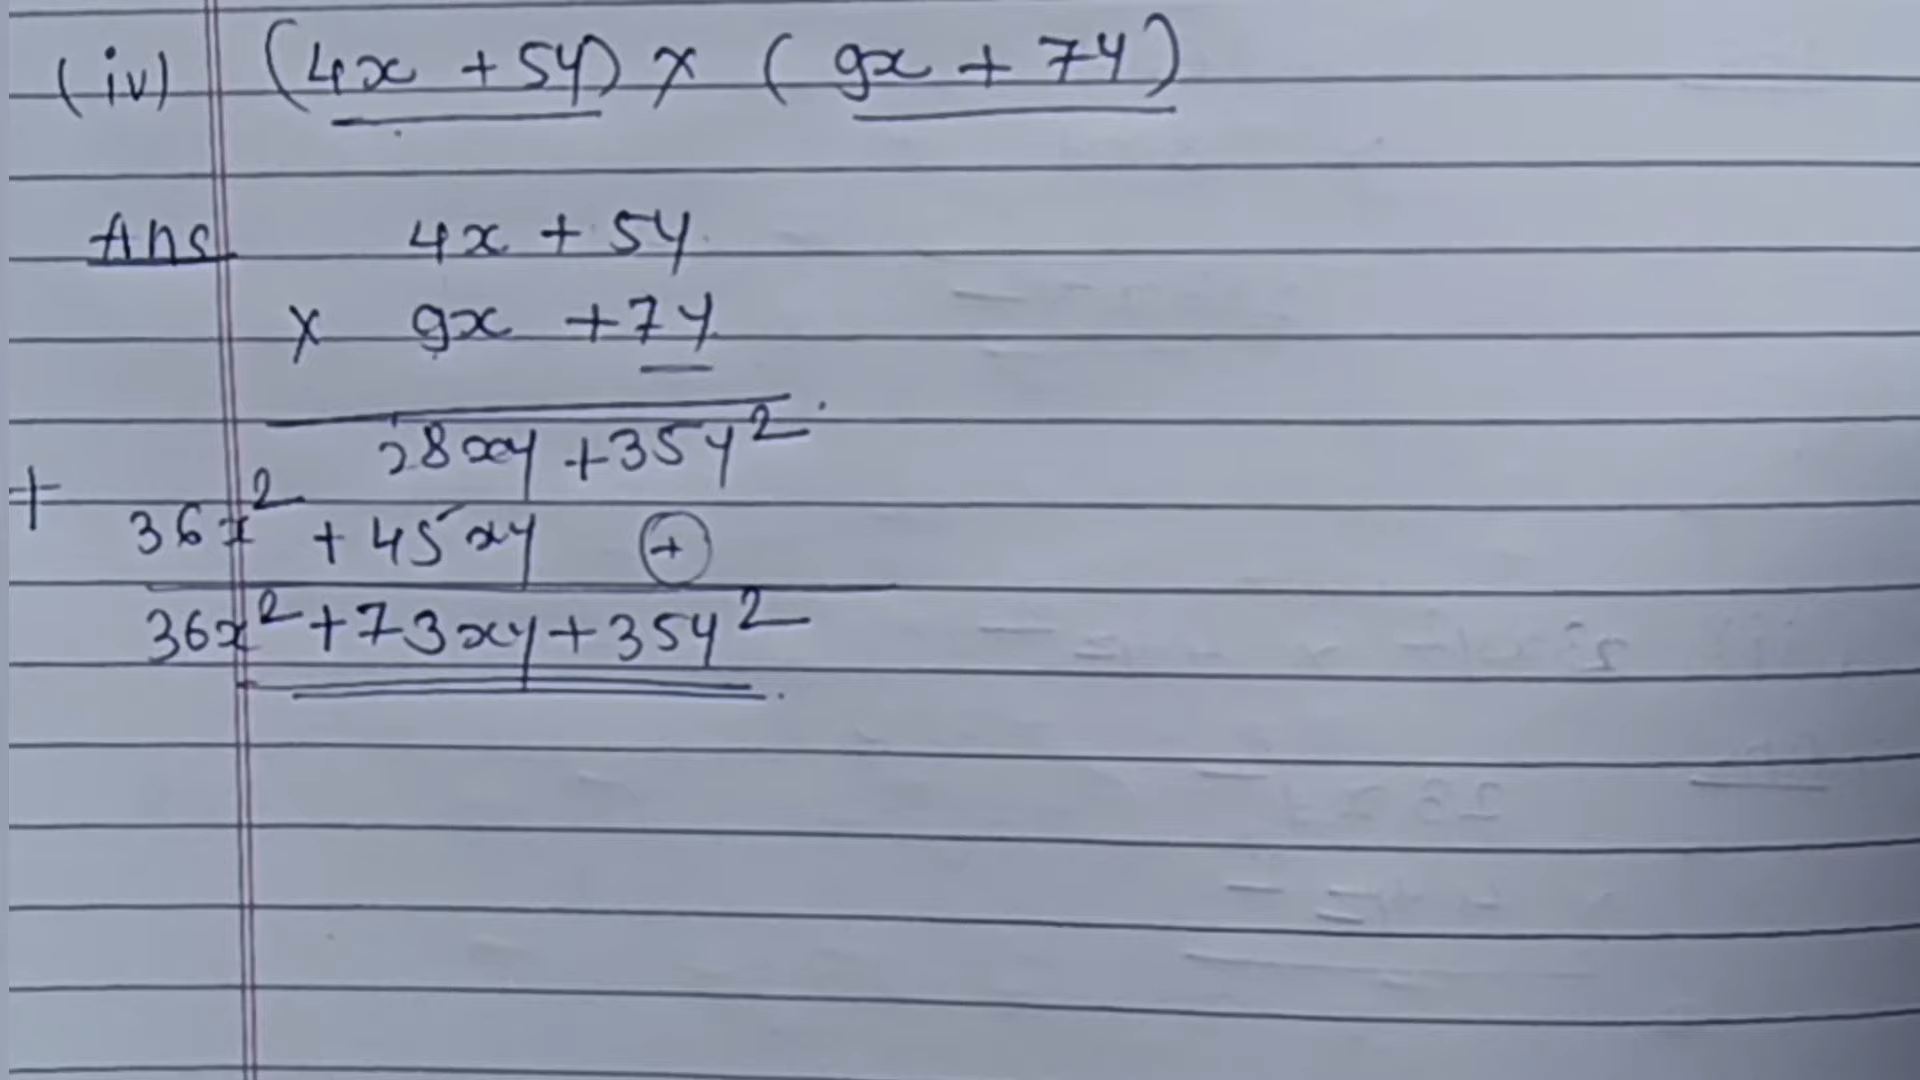 (iv) (4x + 5y) × (9x + 7y)
Ans 4x + 5y
× 9x + 7y
28xy + 35y²
+ 36x² + 45xy +
36x² + 73xy + 35y²